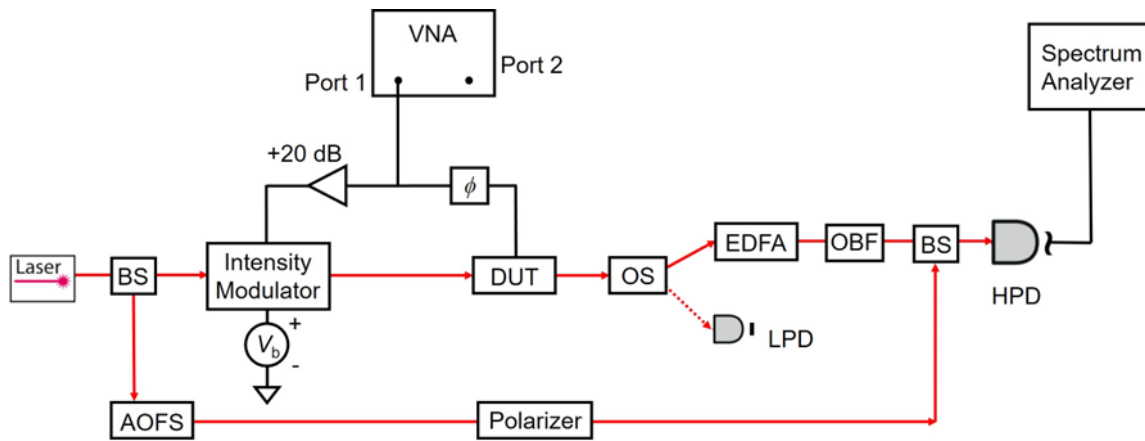 VNA
Port 1
Port 2
Spectrum
Analyzer
+20 dB
ϕ
Laser
BS
Intensity
Modulator
DUT
OS
EDFA
OBF
BS
HPD
LPD
+
Vb
-
AOFS
Polarizer